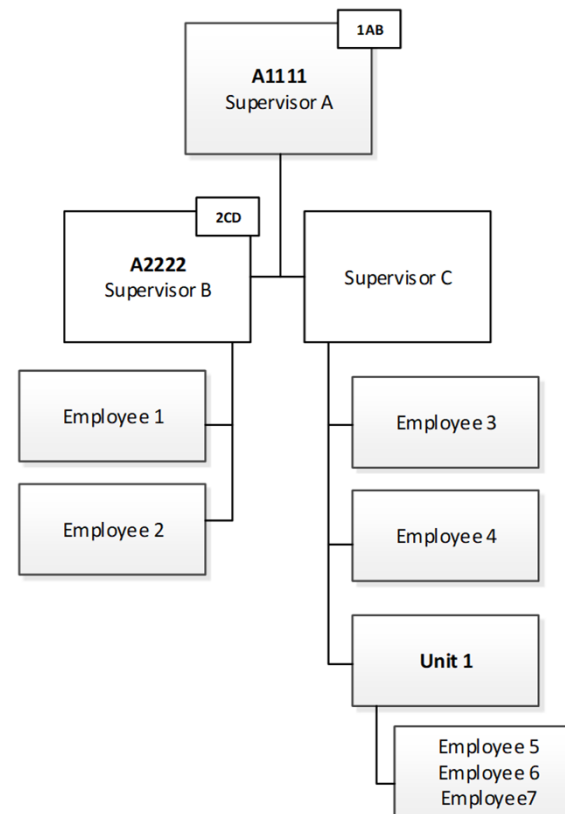 1AB
A1111
Supervisor A
2CD
A2222
Supervisor B
Supervisor C
Employee 1
Employee 2
Employee 3
Employee 4
Unit 1
Employee 5
Employee 6
Employee7